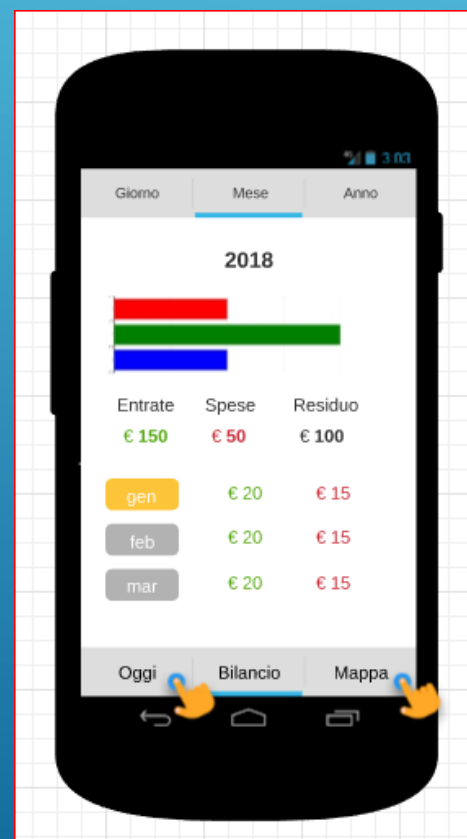 3:03
Giorno Mese Anno
2018
Entrate Spese Residuo
€ 150 € 50 € 100
gen € 20 € 15
feb € 20 € 15
mar € 20 € 15
Oggi Bilancio Mappa